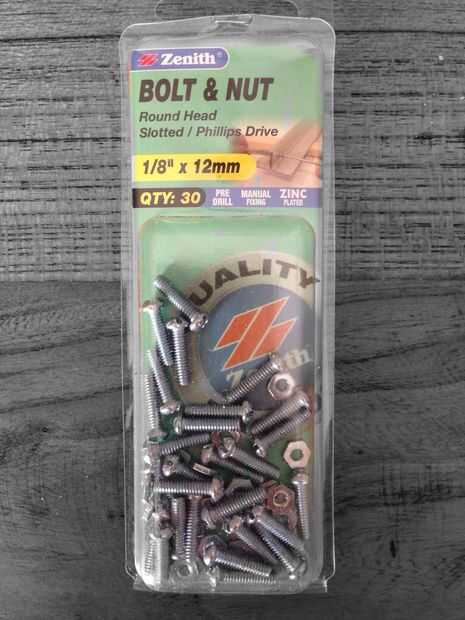 Zenith®
BOLT & NUT
Round Head
Slotted / Phillips Drive
1/8" x 12mm
QTY: 30 PRE DRILL MANUAL FIXING ZINC PLATED
QUALITY
Zenith